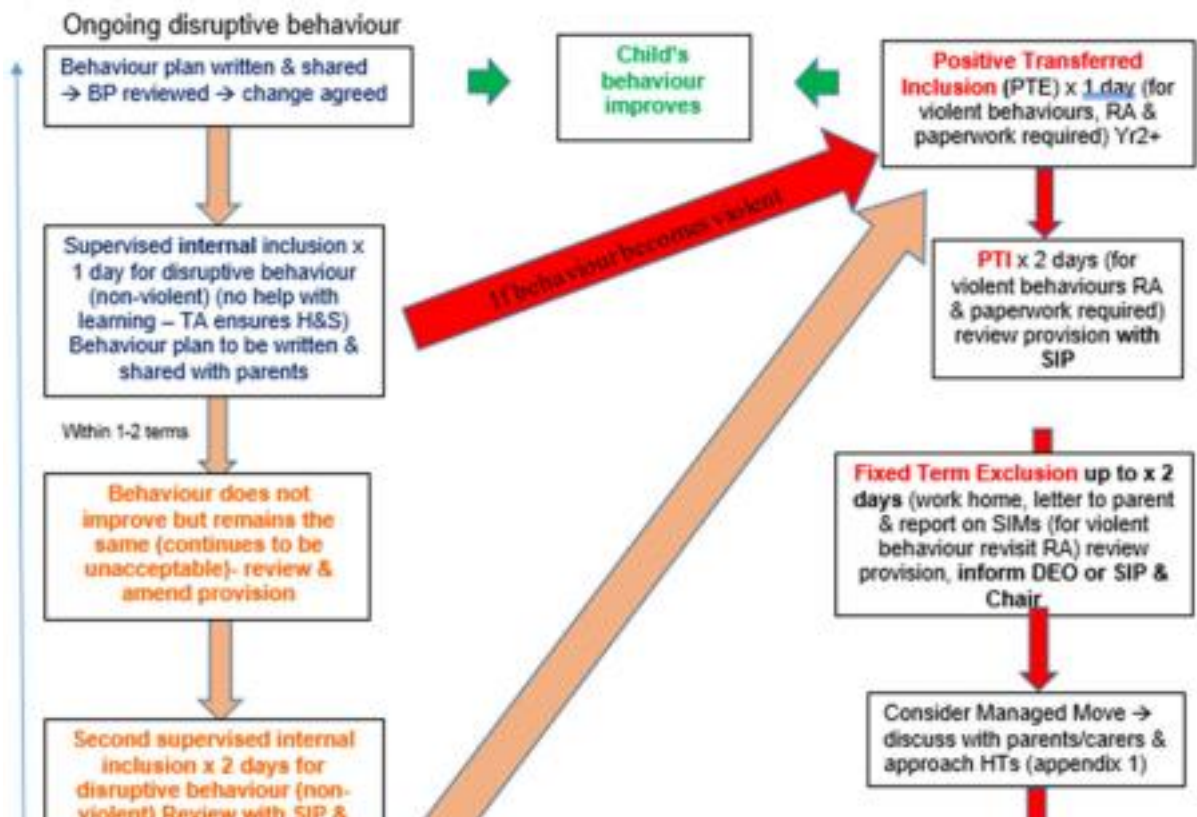 Ongoing disruptive behaviour
Behaviour plan written & shared
→ BP reviewed → change agreed
Child's
behaviour
improves
Positive Transferred
Inclusion (PTE) x 1 day (for
violent behaviours, RA &
paperwork required) Yr2+
If behaviour becomes violent
Supervised internal inclusion x
1 day for disruptive behaviour
(non-violent) (no help with
learning – TA ensures H&S)
Behaviour plan to be written &
shared with parents
PTI x 2 days (for
violent behaviours RA
& paperwork required)
review provision with
SIP
Within 1-2 terms
Behaviour does not
improve but remains the
same (continues to be
unacceptable)- review &
amend provision
Fixed Term Exclusion up to x 2
days (work home, letter to parent
& report on SIMs (for violent
behaviour revisit RA) review
provision, inform DEO or SIP &
Chair
Second supervised internal
inclusion x 2 days for
disruptive behaviour (non-
violent) Review with SIP &
Consider Managed Move →
discuss with parents/carers &
approach HTs (appendix 1)